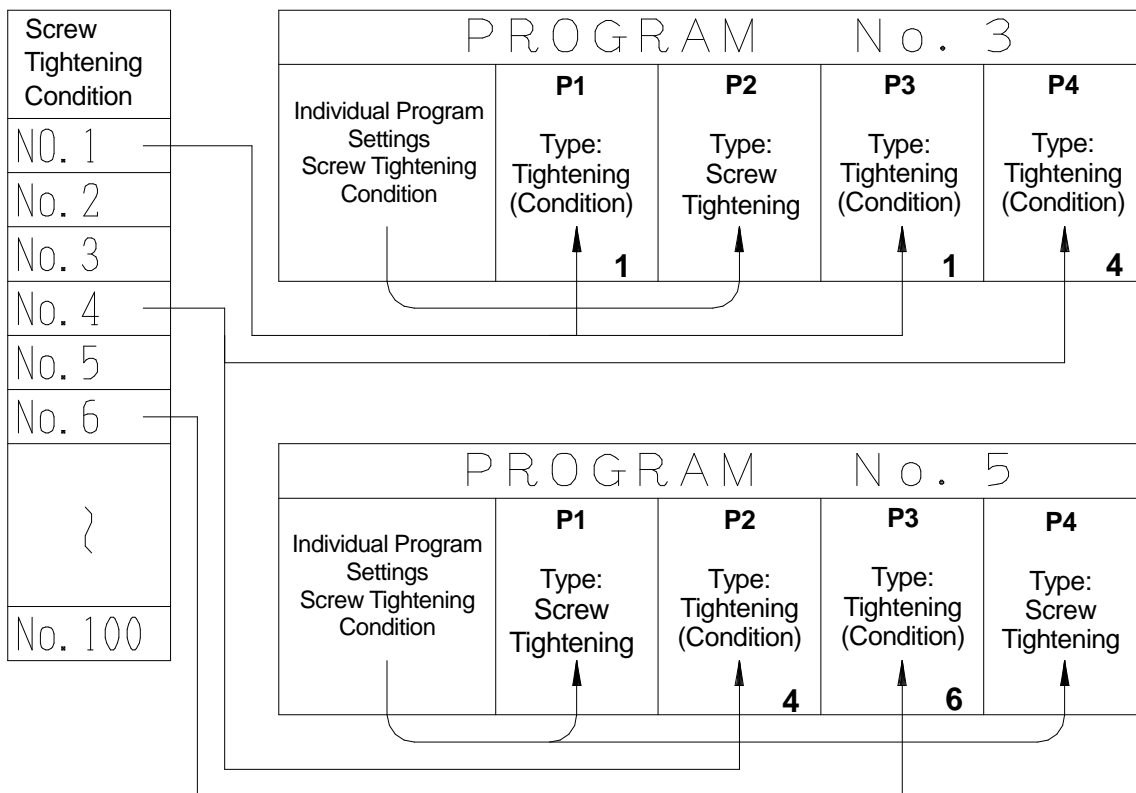 Screw
Tightening
Condition
NO. 1
No. 2
No. 3
No. 4
No. 5
No. 6
~
No. 100
PROGRAM No. 3
Individual Program
Settings
Screw Tightening
Condition
P1
Type:
Tightening
(Condition)
1
P2
Type:
Screw
Tightening
P3
Type:
Tightening
(Condition)
1
P4
Type:
Tightening
(Condition)
4
PROGRAM No. 5
Individual Program
Settings
Screw Tightening
Condition
P1
Type:
Screw
Tightening
P2
Type:
Tightening
(Condition)
4
P3
Type:
Tightening
(Condition)
6
P4
Type:
Screw
Tightening